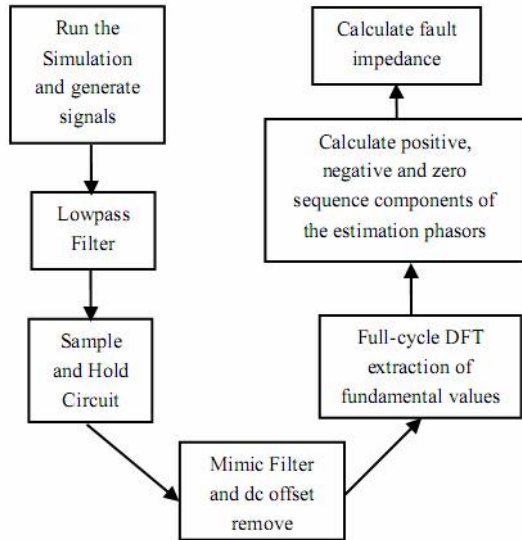 Run the
Simulation
and generate
signals
Lowpass
Filter
Sample
and Hold
Circuit
Mimic Filter
and dc offset
remove
Full-cycle DFT
extraction of
fundamental values
Calculate positive,
negative and zero
sequence components of
the estimation phasors
Calculate fault
impedance